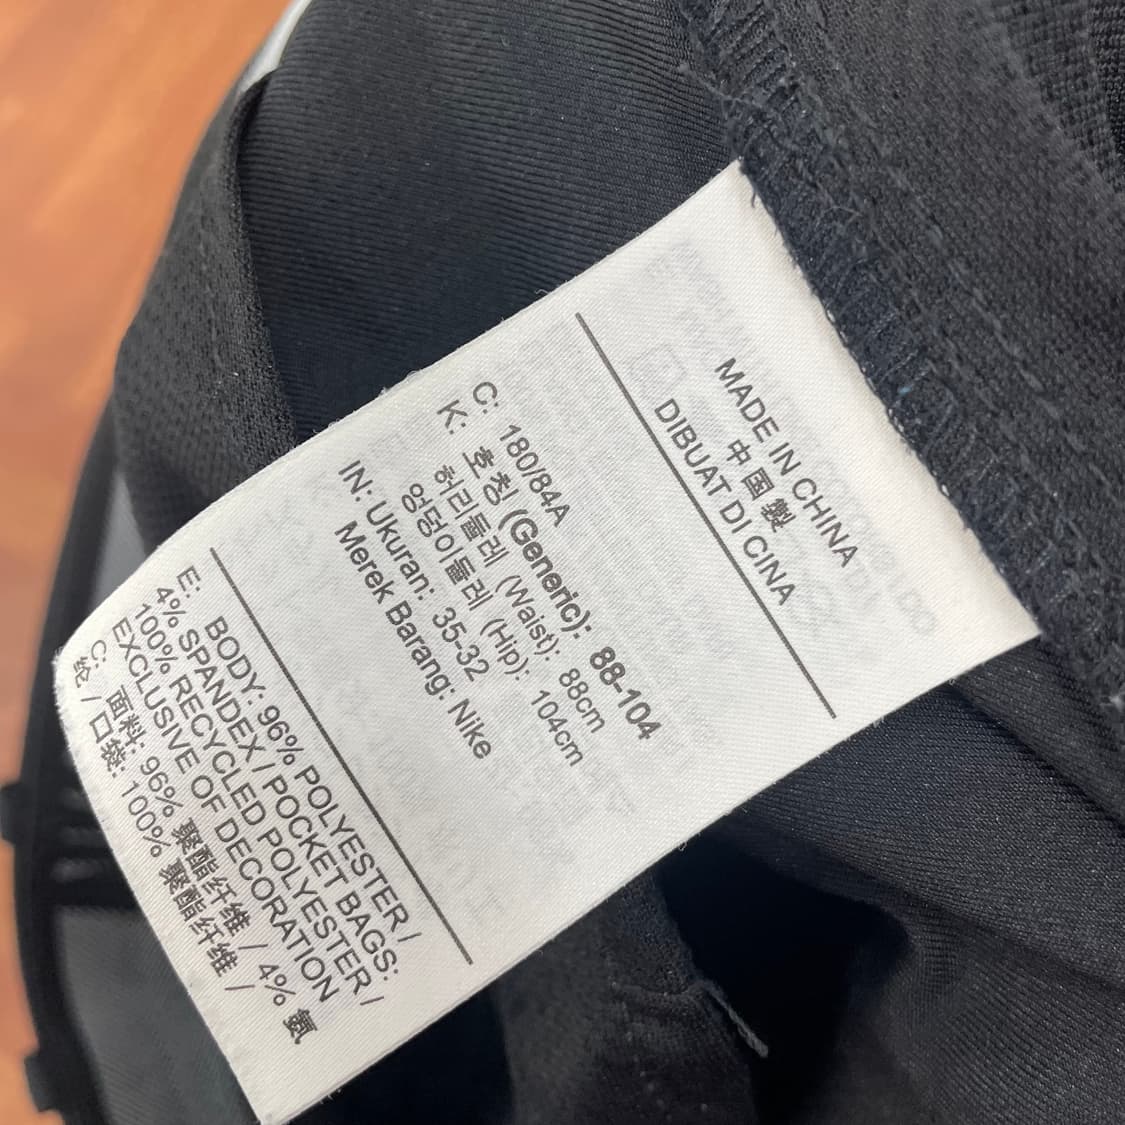 MADE IN CHINA
中国製
DIBUAT DI CINA
C: 180/84A
K: 호칭 (Generic): 88-104
허리둘레 (Waist): 88cm
엉덩이둘레 (Hip): 104cm
IN: Ukuran: 35-32
Merek Barang: Nike
E: BODY: 96% POLYESTER /
4% SPANDEX / POCKET BAGS:
100% RECYCLED POLYESTER /
EXCLUSIVE OF DECORATION
C: 面料: 96% 聚酯纤维 / 4% 氨
纶 / 口袋: 100% 聚酯纤维 /